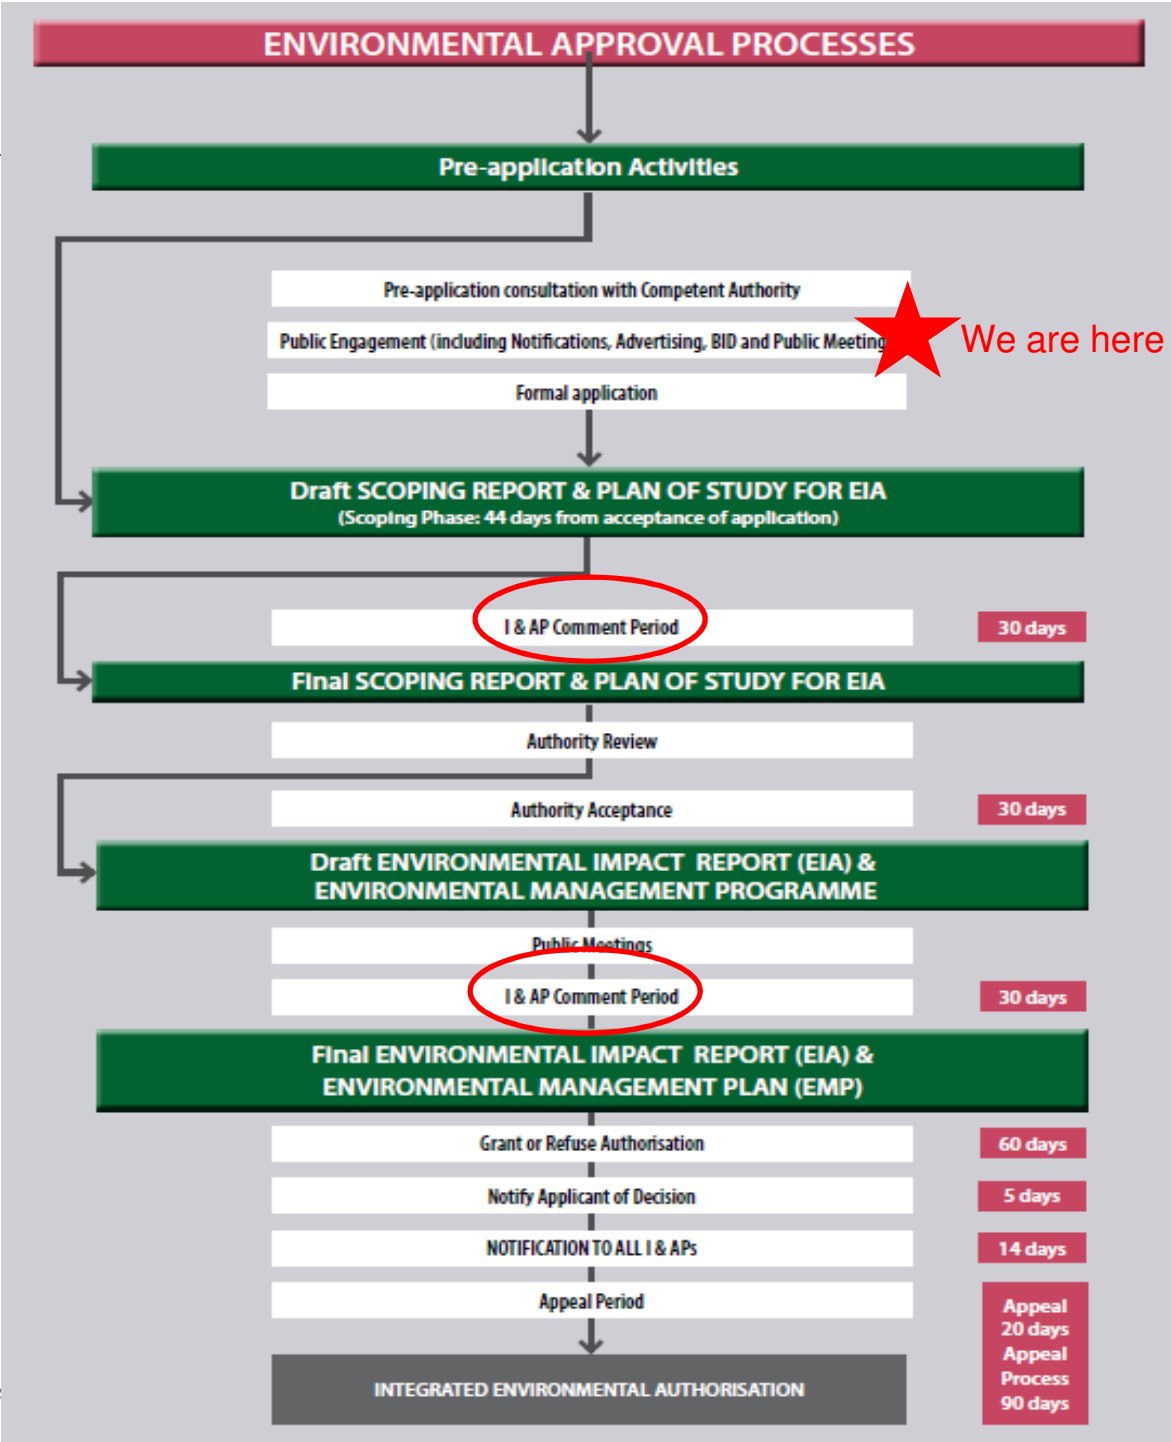 ENVIRONMENTAL APPROVAL PROCESSES
Pre-application Activities
Pre-application consultation with Competent Authority
Public Engagement (including Notifications, Advertising, BID and Public Meeting
We are here
Formal application
Draft SCOPING REPORT & PLAN OF STUDY FOR EIA
(Scoping Phase: 44 days from acceptance of application)
I & AP Comment Period
30 days
Final SCOPING REPORT & PLAN OF STUDY FOR EIA
Authority Review
Authority Acceptance
30 days
Draft ENVIRONMENTAL IMPACT REPORT (EIA) &
ENVIRONMENTAL MANAGEMENT PROGRAMME
Public Meetings
I & AP Comment Period
30 days
Final ENVIRONMENTAL IMPACT REPORT (EIA) &
ENVIRONMENTAL MANAGEMENT PLAN (EMP)
Grant or Refuse Authorisation
60 days
Notify Applicant of Decision
5 days
NOTIFICATION TO ALL I & APs
14 days
Appeal Period
Appeal
20 days
Appeal
Process
90 days
INTEGRATED ENVIRONMENTAL AUTHORISATION